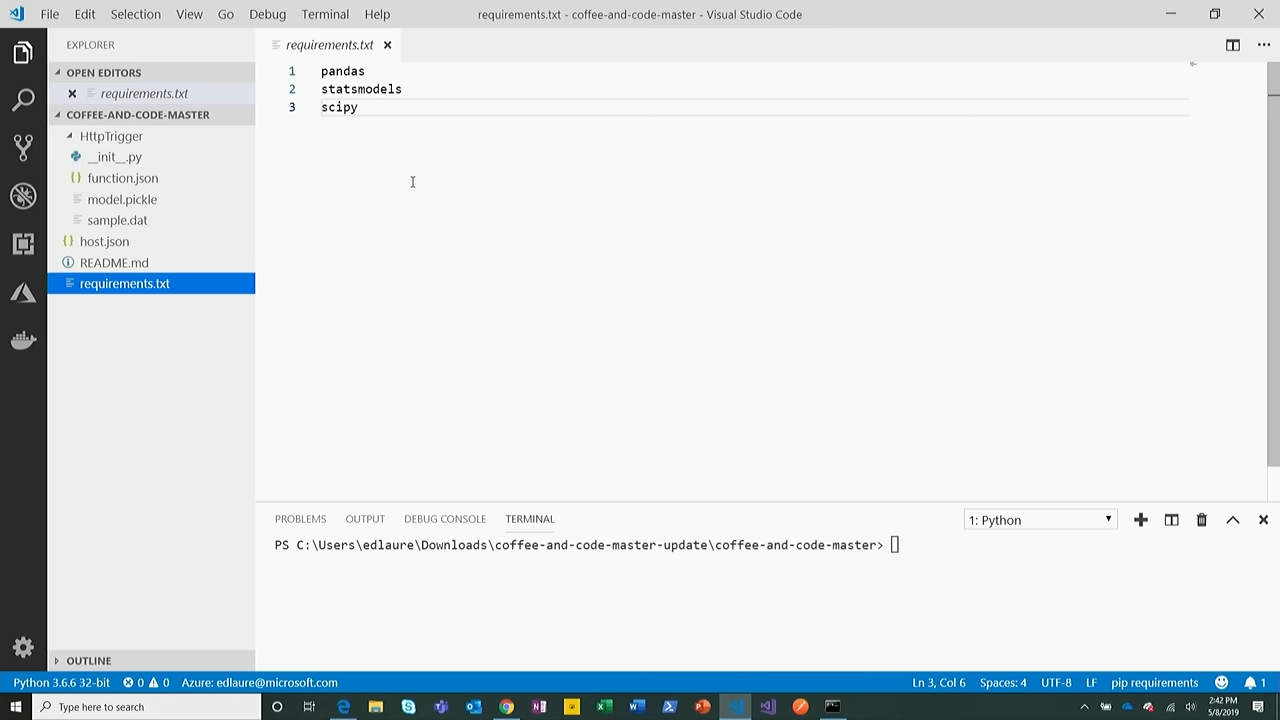 File Edit Selection View Go Debug Terminal Help requirements.txt - coffee-and-code-master - Visual Studio Code
EXPLORER
OPEN EDITORS
requirements.txt
COFFEE-AND-CODE-MASTER
HttpTrigger
__init__.py
function.json
model.pickle
sample.dat
host.json
README.md
requirements.txt
OUTLINE
requirements.txt
1 pandas
2 statsmodels
3 scipy
PROBLEMS OUTPUT DEBUG CONSOLE TERMINAL 1: Python
PS C:\Users\edlaure\Downloads\coffee-and-code-master-update\coffee-and-code-master>
Python 3.6.6 32-bit 0 0 Azure: edlaure@microsoft.com Ln 3, Col 6 Spaces: 4 UTF-8 LF pip requirements 1
Type here to search 2:42 PM
5/8/2019